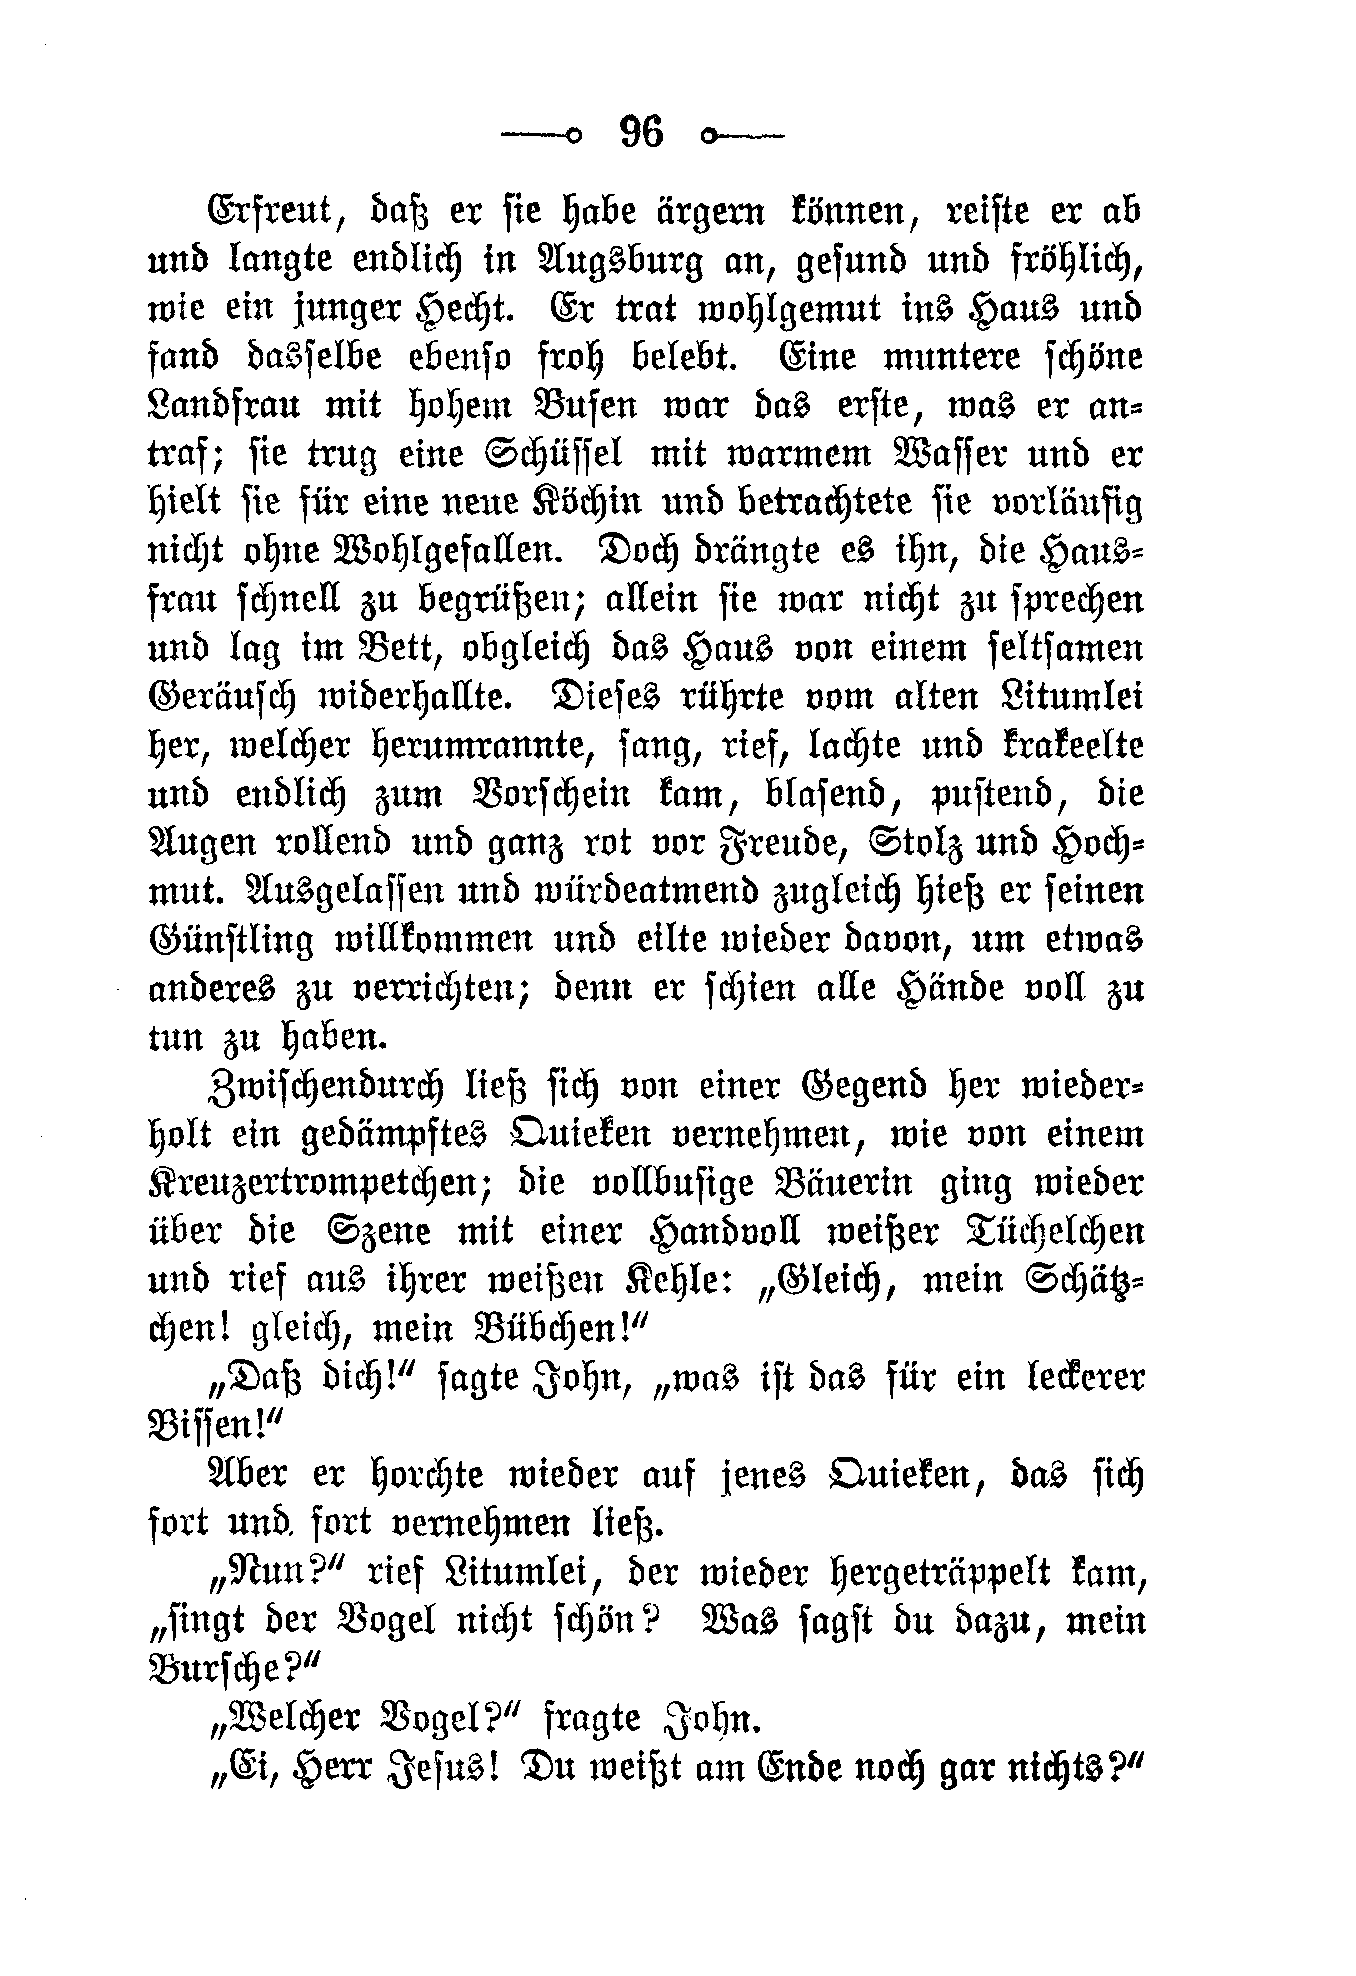 96
Erfreut, daß er sie habe ärgern können, reiste er ab
und langte endlich in Augsburg an, gesund und fröhlich,
wie ein junger Hecht. Er trat wohlgemut ins Haus und
fand dasselbe ebenso froh belebt. Eine muntere schöne
Landfrau mit hohem Busen war das erste, was er an-
traf; sie trug eine Schüssel mit warmem Wasser und er
hielt sie für eine neue Köchin und betrachtete sie vorläufig
nicht ohne Wohlgefallen. Doch drängte es ihn, die Haus-
frau schnell zu begrüßen; allein sie war nicht zu sprechen
und lag im Bett, obgleich das Haus von einem seltsamen
Geräusch widerhallte. Dieses rührte vom alten Litumlei
her, welcher herumrannte, sang, rief, lachte und krakeelte
und endlich zum Vorschein kam, blasend, pustend, die
Augen rollend und ganz rot vor Freude, Stolz und Hoch-
mut. Ausgelassen und würdeatmend zugleich hieß er seinen
Günstling willkommen und eilte wieder davon, um etwas
anderes zu verrichten; denn er schien alle Hände voll zu
tun zu haben.
Zwischendurch ließ sich von einer Gegend her wieder-
holt ein gedämpftes Quieken vernehmen, wie von einem
Kreuzertrompetchen; die vollbusige Bäuerin ging wieder
über die Szene mit einer Handvoll weißer Tüchelchen
und rief aus ihrer weißen Kehle: „Gleich, mein Schätz-
chen! gleich, mein Bübchen!“
„Daß dich!“ sagte John, „was ist das für ein leckerer
Bissen!“
Aber er horchte wieder auf jenes Quieken, das sich
fort und fort vernehmen ließ.
„Nun?“ rief Litumlei, der wieder hergeträppelt kam,
„singt der Vogel nicht schön? Was sagst du dazu, mein
Bursche?“
„Welcher Vogel?“ fragte John.
„Ei, Herr Jesus! Du weißt am Ende noch gar nichts?“